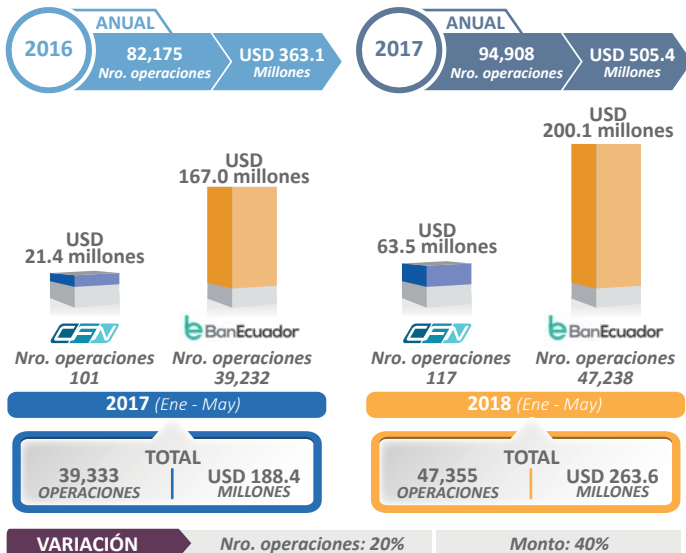 2016
ANUAL
82,175
Nro. operaciones
USD 363.1
Millones
2017
ANUAL
94,908
Nro. operaciones
USD 505.4
Millones
USD
21.4 millones
USD
167.0 millones
CFN
BanEcuador
Nro. operaciones
101
Nro. operaciones
39,232
2017 (Ene - May)
TOTAL
39,333
OPERACIONES
USD 188.4
MILLONES
USD
63.5 millones
USD
200.1 millones
CFN
BanEcuador
Nro. operaciones
117
Nro. operaciones
47,238
2018 (Ene - May)
TOTAL
47,355
OPERACIONES
USD 263.6
MILLONES
VARIACIÓN
Nro. operaciones: 20%
Monto: 40%